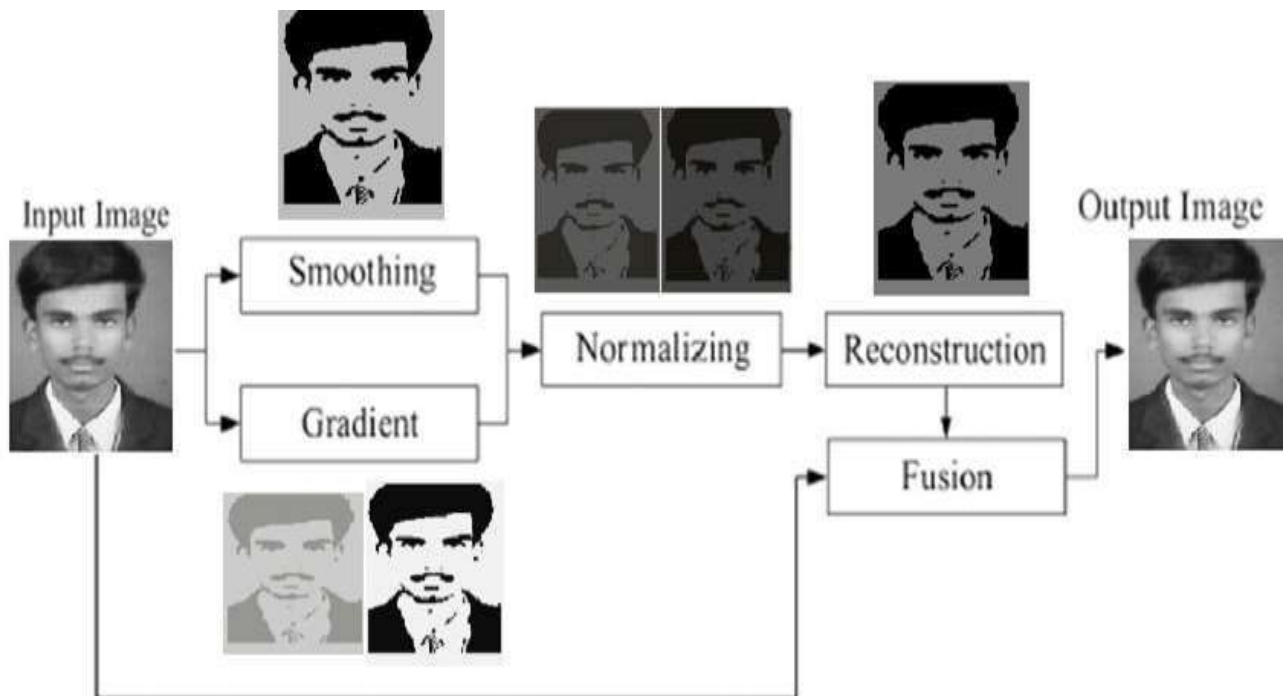 Input Image
Smoothing
Gradient
Normalizing
Reconstruction
Fusion
Output Image